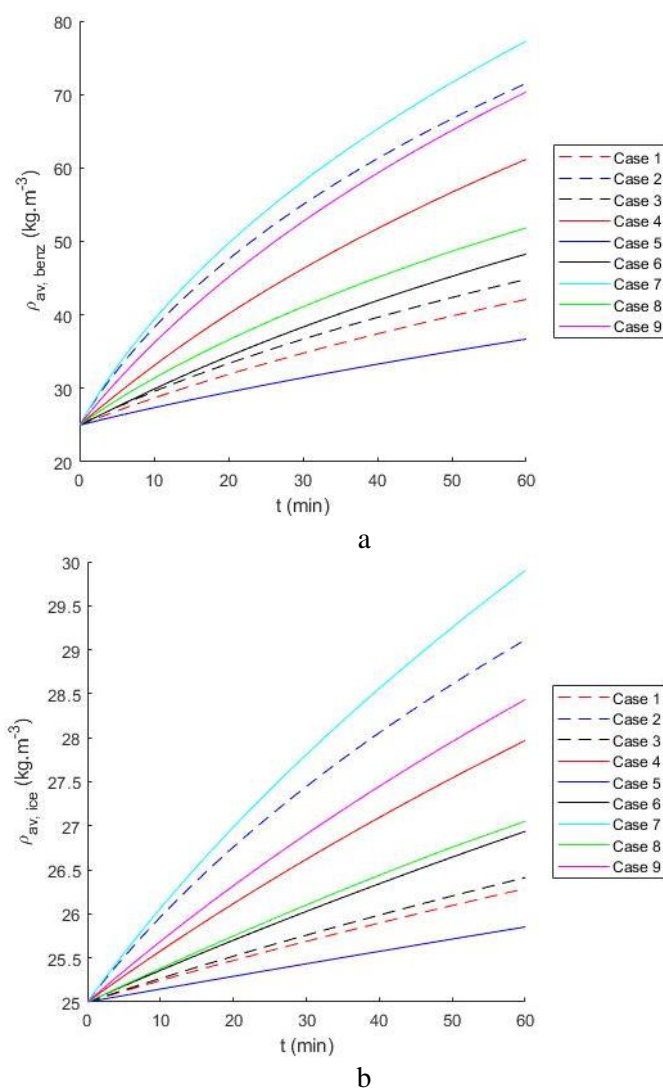 80
70
60
50
40
30
20
ρav, benz (kg.m-3)
0 10 20 30 40 50 60
t (min)
Case 1
Case 2
Case 3
Case 4
Case 5
Case 6
Case 7
Case 8
Case 9
a
30
29.5
29
28.5
28
27.5
27
26.5
26
25.5
25
ρav, ice (kg.m-3)
0 10 20 30 40 50 60
t (min)
Case 1
Case 2
Case 3
Case 4
Case 5
Case 6
Case 7
Case 8
Case 9
b